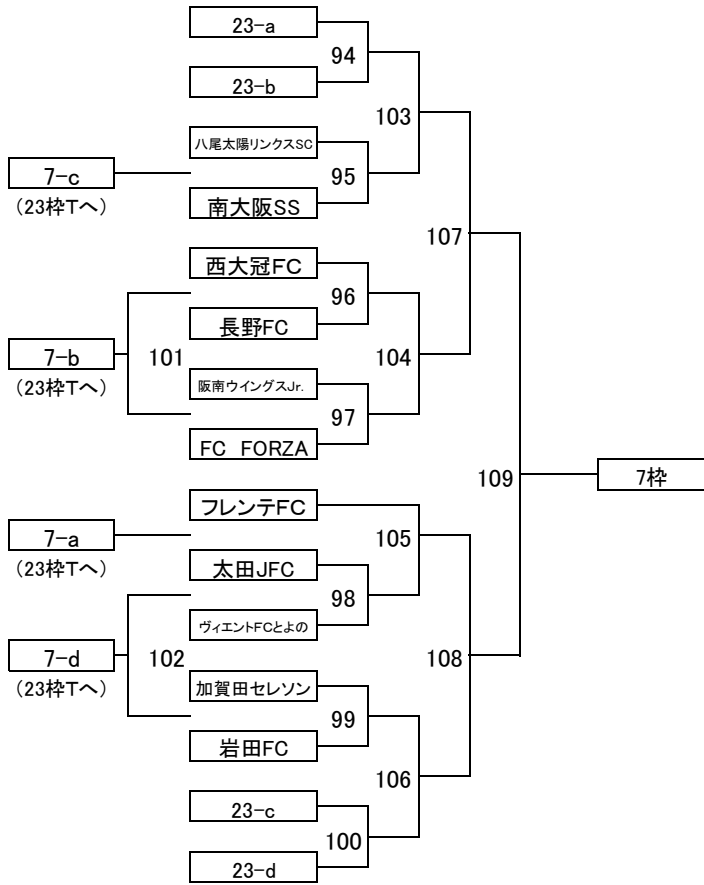 23-a
94
23-b
103
八尾太陽リンクスSC
95
7-c
(23枠Tへ)
南大阪SS
107
西大冠FC
96
長野FC
7-b
(23枠Tへ)
101
104
阪南ウイングスJr.
97
FC FORZA
109
7枠
フレンテFC
7-a
(23枠Tへ)
105
太田JFC
98
ヴィエントFCとよの
7-d
(23枠Tへ)
102
108
加賀田セレソン
99
岩田FC
106
23-c
100
23-d